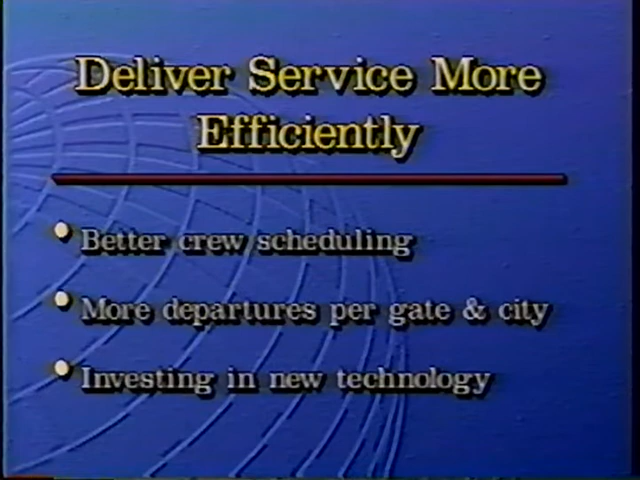 Deliver Service More
Efficiently
• Better crew scheduling
• More departures per gate & city
• Investing in new technology